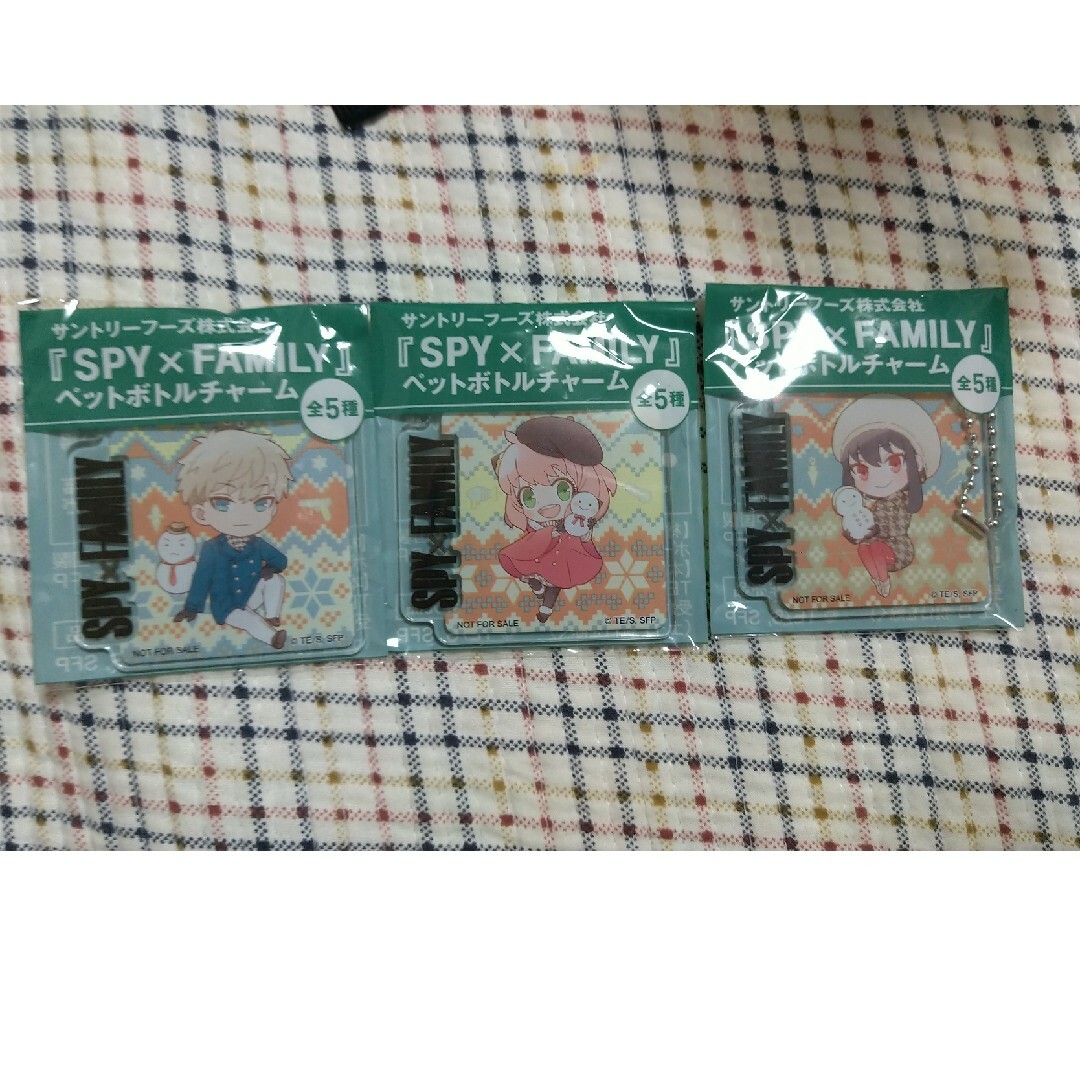 サントリーフーズ株式会社
『SPY×FAMILY』
ペットボトルチャーム
全5種
SPY×FAMILY
NOT FOR SALE
© TE/S, SFP
サントリーフーズ株式会社
『SPY×FAMILY』
ペットボトルチャーム
全5種
SPY×FAMILY
NOT FOR SALE
© TE/S, SFP
サントリーフーズ株式会社
『SPY×FAMILY』
ペットボトルチャーム
全5種
SPY×FAMILY
NOT FOR SALE
© TE/S, SFP